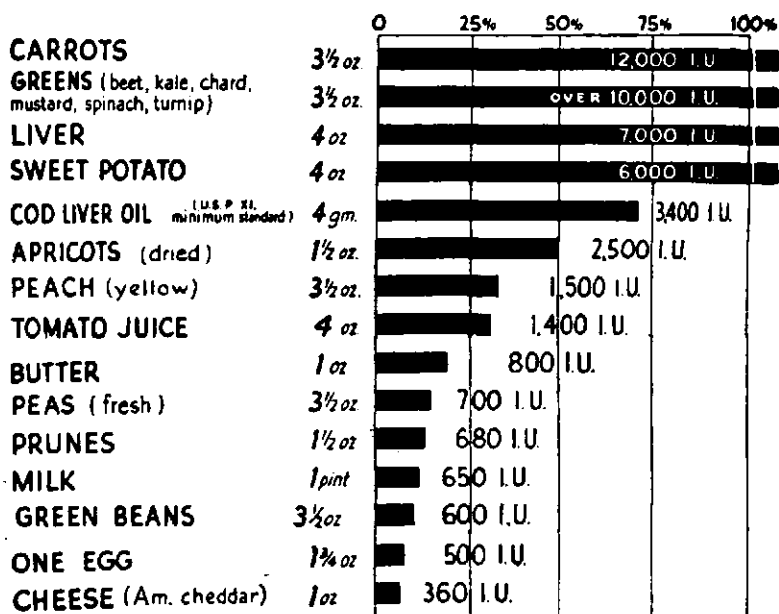 0 25% 50% 75% 100%
CARROTS 3½ oz. 12,000 I.U.
GREENS (beet, kale, chard,
mustard, spinach, turnip) 3½ oz. OVER 10,000 I.U.
LIVER 4 oz 7,000 I.U.
SWEET POTATO 4 oz 6,000 I.U.
COD LIVER OIL (U.S.P. XI, minimum standard) 4 gm. 3,400 I.U.
APRICOTS (dried) 1½ oz. 2,500 I.U.
PEACH (yellow) 3½ oz. 1,500 I.U.
TOMATO JUICE 4 oz 1,400 I.U.
BUTTER 1 oz 800 I.U.
PEAS (fresh) 3½ oz 700 I.U.
PRUNES 1½ oz 680 I.U.
MILK 1 pint 650 I.U.
GREEN BEANS 3½ oz 600 I.U.
ONE EGG 1¾ oz 500 I.U.
CHEESE (Am. cheddar) 1 oz 360 I.U.